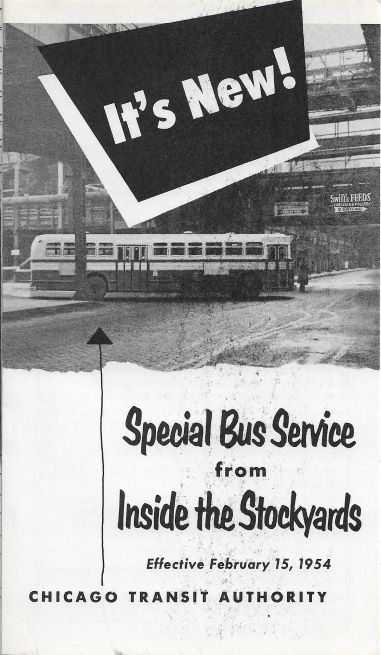 It's New!
Swift's FEEDS
Special Bus Service
from
Inside the Stockyards
Effective February 15, 1954
CHICAGO TRANSIT AUTHORITY